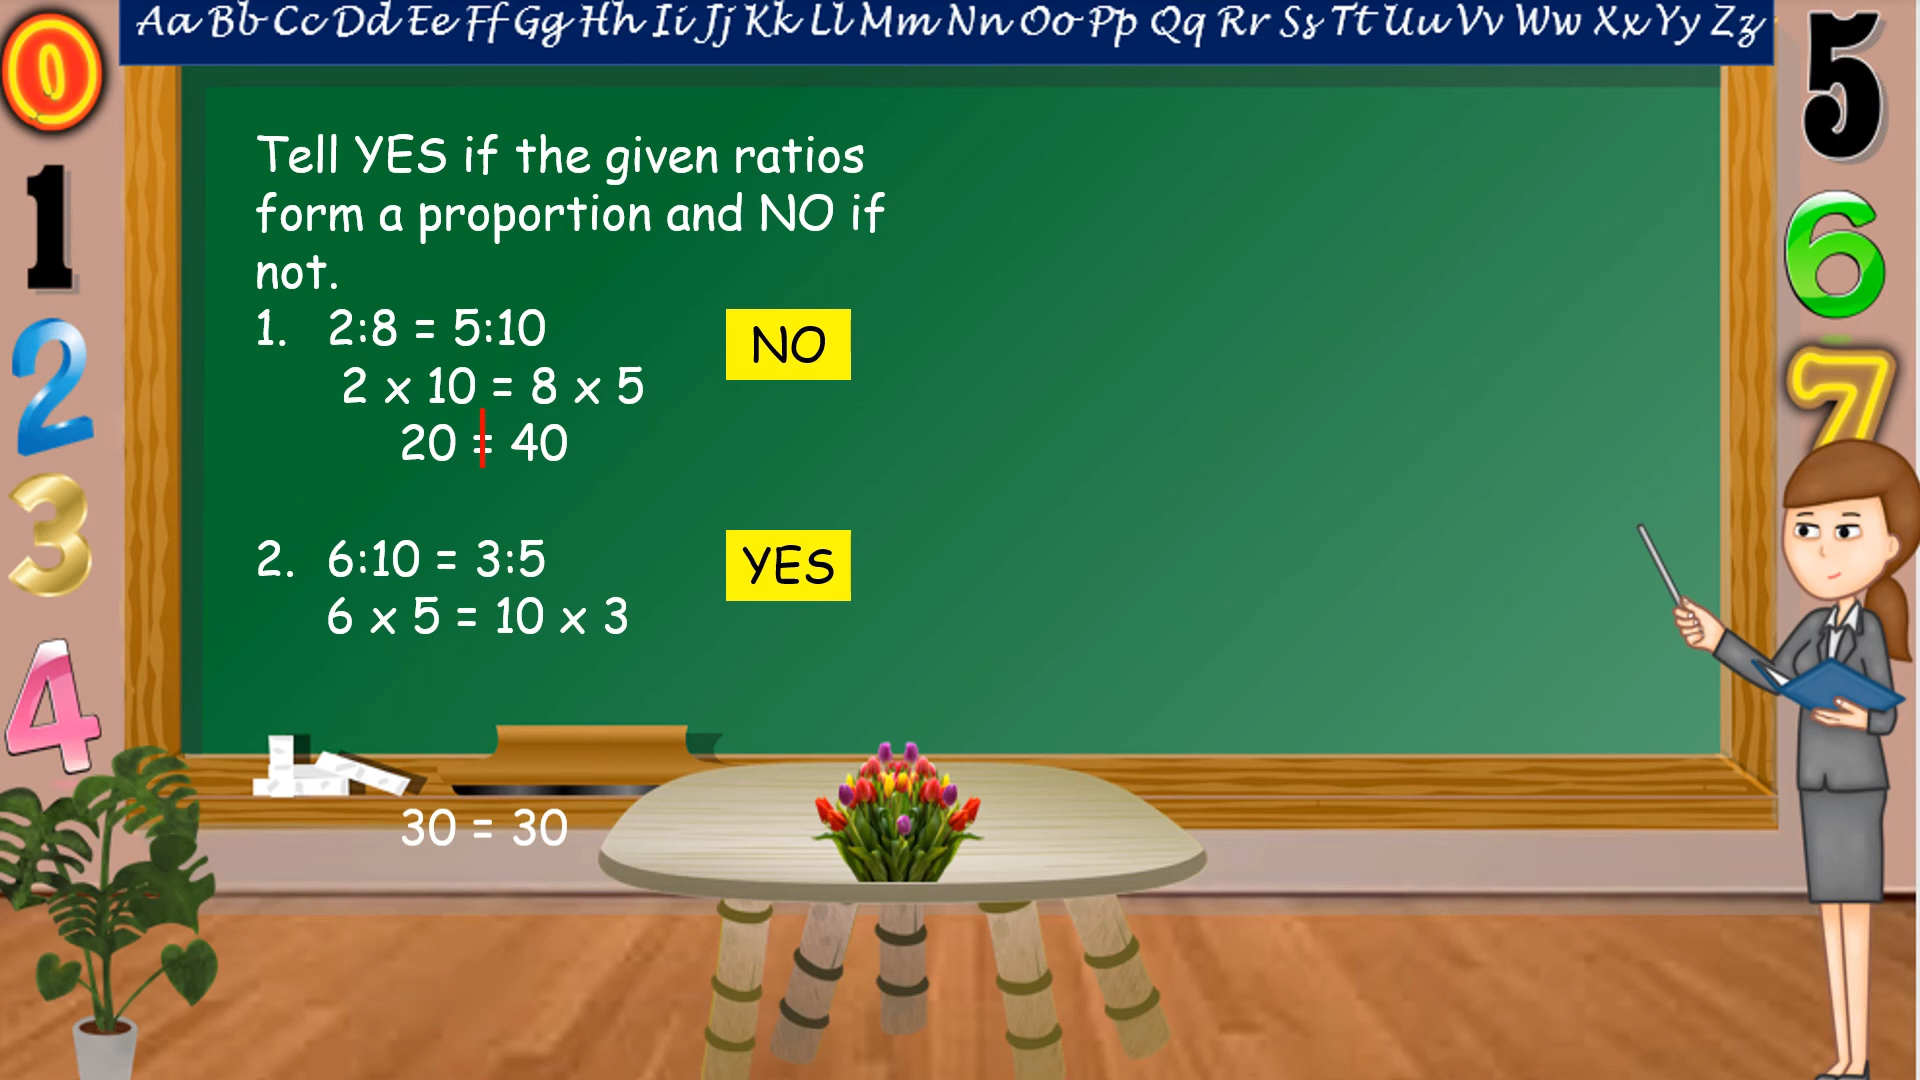 Aa Bb Cc Dd Ee Ff Gg Hh Ii Jj Kk Ll Mm Nn Oo Pp Qq Rr Ss Tt Uu Vv Ww Xx Yy Zz
0
1
2
3
4
5
6
7
Tell YES if the given ratios
form a proportion and NO if
not.
1. 2:8 = 5:10
NO
2 x 10 = 8 x 5
20 ≠ 40
2. 6:10 = 3:5
YES
6 x 5 = 10 x 3
30 = 30